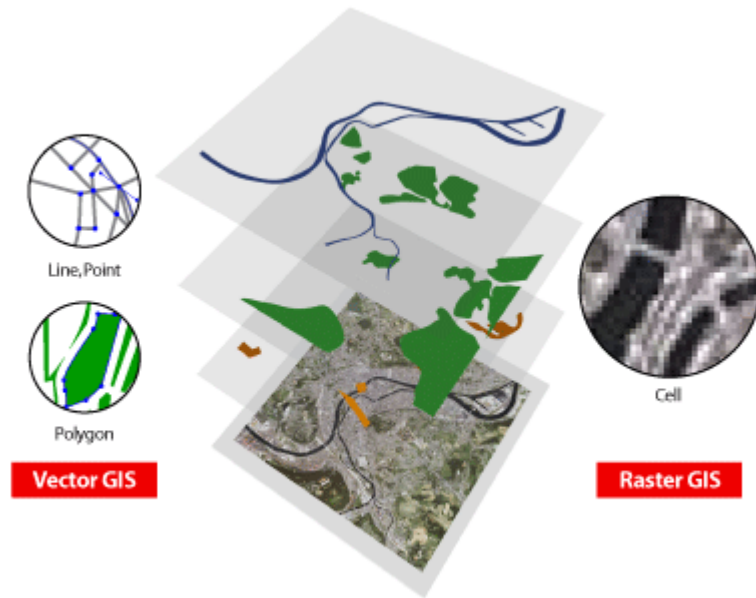 Line, Point
Polygon
Vector GIS
Cell
Raster GIS